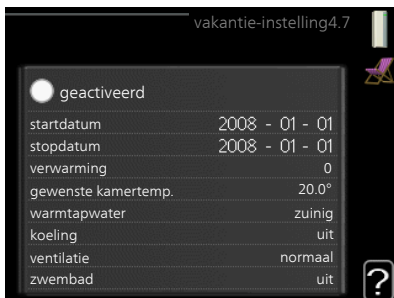 vakantie-instelling4.7
geactiveerd
startdatum 2008 - 01 - 01
stopdatum 2008 - 01 - 01
verwarming 0
gewenste kamertemp. 20.0°
warmtapwater zuinig
koeling uit
ventilatie normaal
zwembad uit
?